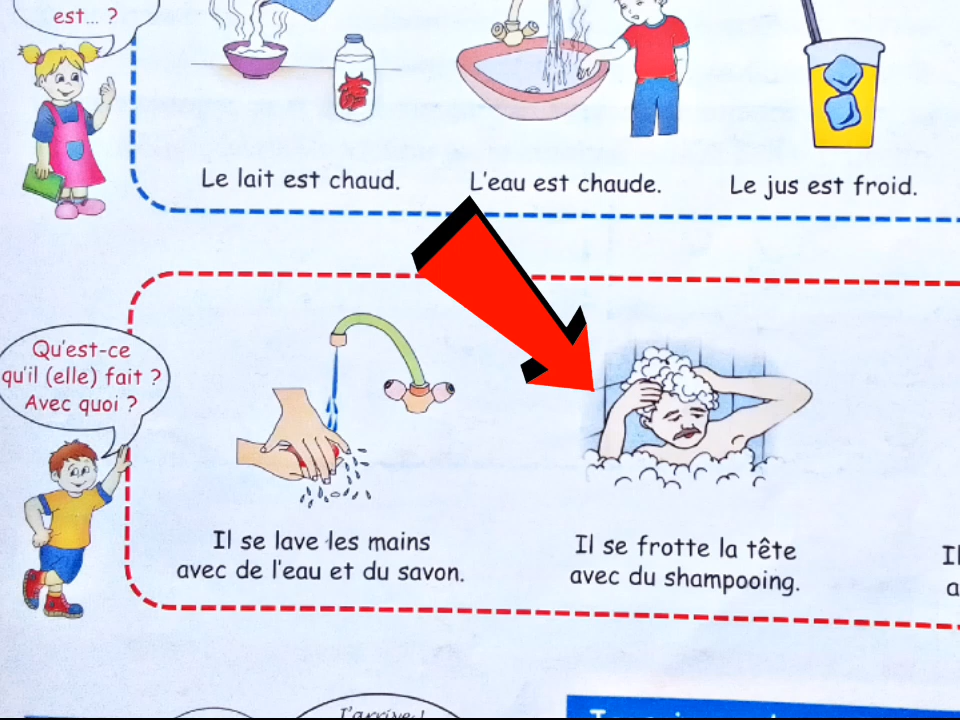 est... ?
Le lait est chaud.
L'eau est chaude.
Le jus est froid.
Qu'est-ce
qu'il (elle) fait ?
Avec quoi ?
Il se lave les mains
avec de l'eau et du savon.
Il se frotte la tête
avec du shampooing.
Il
a
J'arrive!